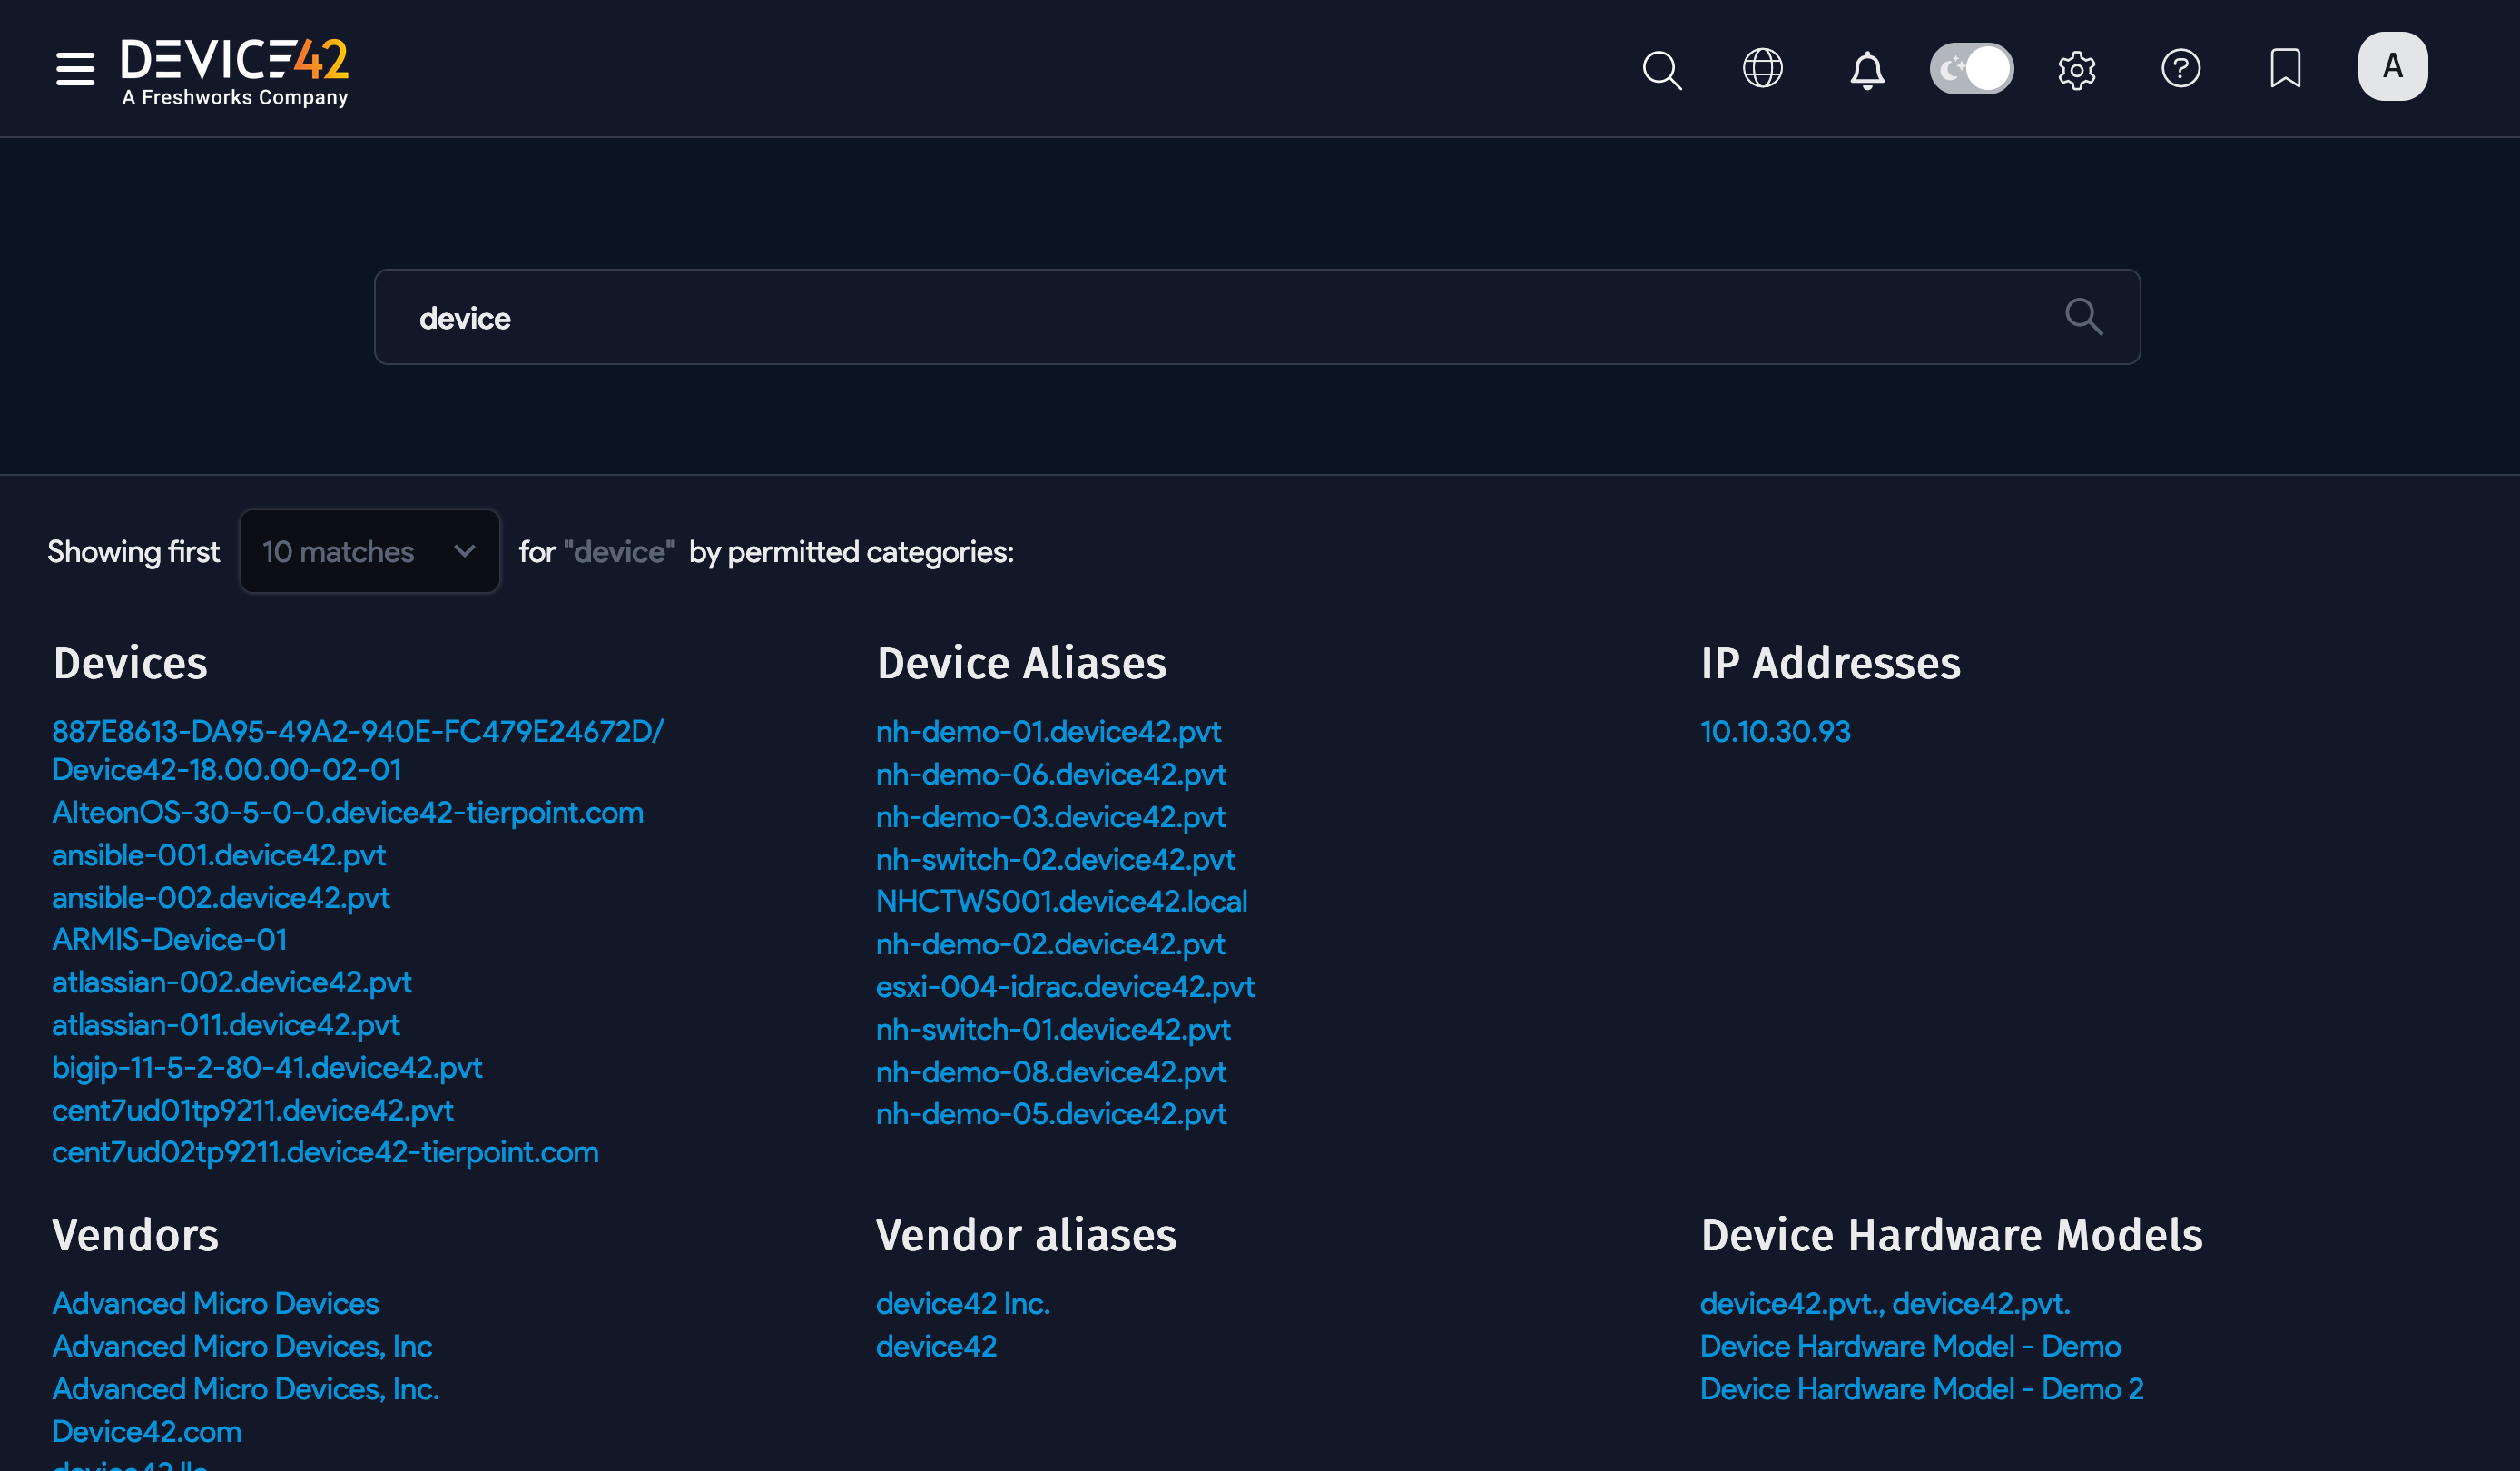 DEVICE42
A Freshworks Company
A
device
Showing first 10 matches for "device" by permitted categories:
Devices
887E8613-DA95-49A2-940E-FC479E24672D/
Device42-18.00.00-02-01
AlteonOS-30-5-0-0.device42-tierpoint.com
ansible-001.device42.pvt
ansible-002.device42.pvt
ARMIS-Device-01
atlassian-002.device42.pvt
atlassian-011.device42.pvt
bigip-11-5-2-80-41.device42.pvt
cent7ud01tp9211.device42.pvt
cent7ud02tp9211.device42-tierpoint.com
Device Aliases
nh-demo-01.device42.pvt
nh-demo-06.device42.pvt
nh-demo-03.device42.pvt
nh-switch-02.device42.pvt
NHCTWS001.device42.local
nh-demo-02.device42.pvt
esxi-004-idrac.device42.pvt
nh-switch-01.device42.pvt
nh-demo-08.device42.pvt
nh-demo-05.device42.pvt
IP Addresses
10.10.30.93
Vendors
Advanced Micro Devices
Advanced Micro Devices, Inc
Advanced Micro Devices, Inc.
Device42.com
Vendor aliases
device42 Inc.
device42
Device Hardware Models
device42.pvt., device42.pvt.
Device Hardware Model - Demo
Device Hardware Model - Demo 2